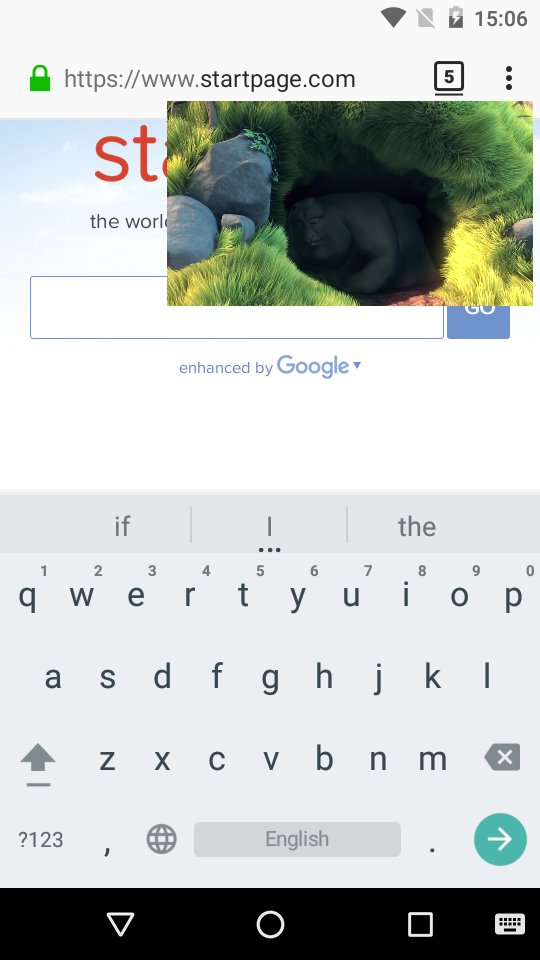 15:06
https://www.startpage.com 5
sta
the world
GO
enhanced by Google
if I the
1 2 3 4 5 6 7 8 9 0
q w e r t y u i o p
a s d f g h j k l
z x c v b n m
?123 , English .